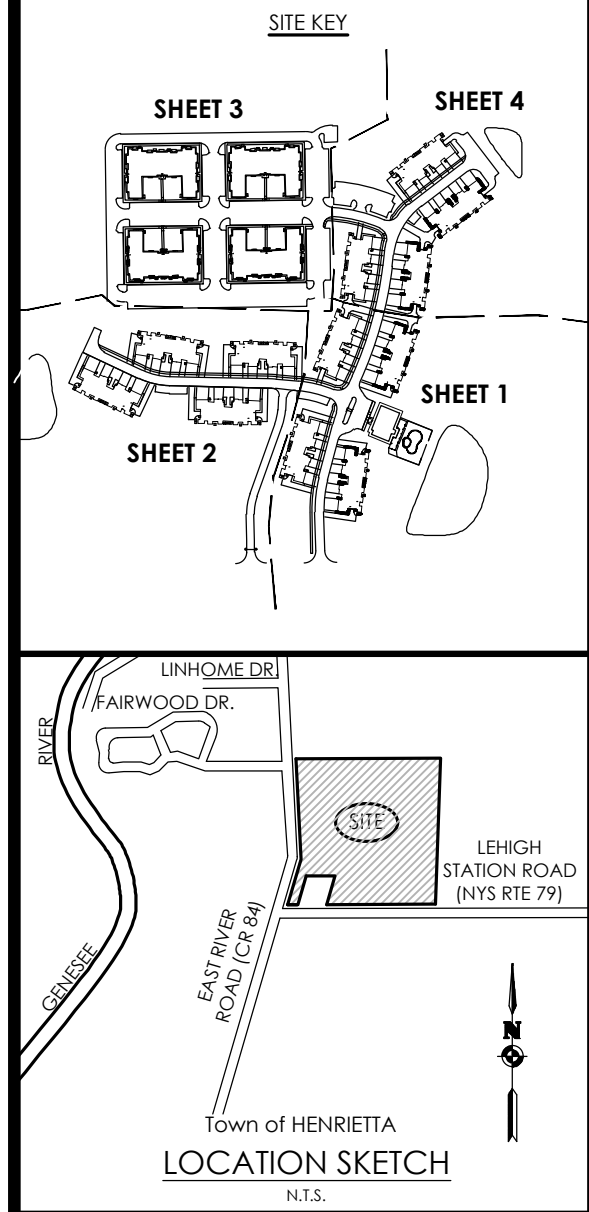 SITE KEY
SHEET 3
SHEET 4
SHEET 1
SHEET 2
LINHOME DR.
FAIRWOOD DR.
RIVER
SITE
LEHIGH
STATION ROAD
(NYS RTE 79)
EAST RIVER
ROAD (CR 84)
GENESEE
N
Town of HENRIETTA
LOCATION SKETCH
N.T.S.